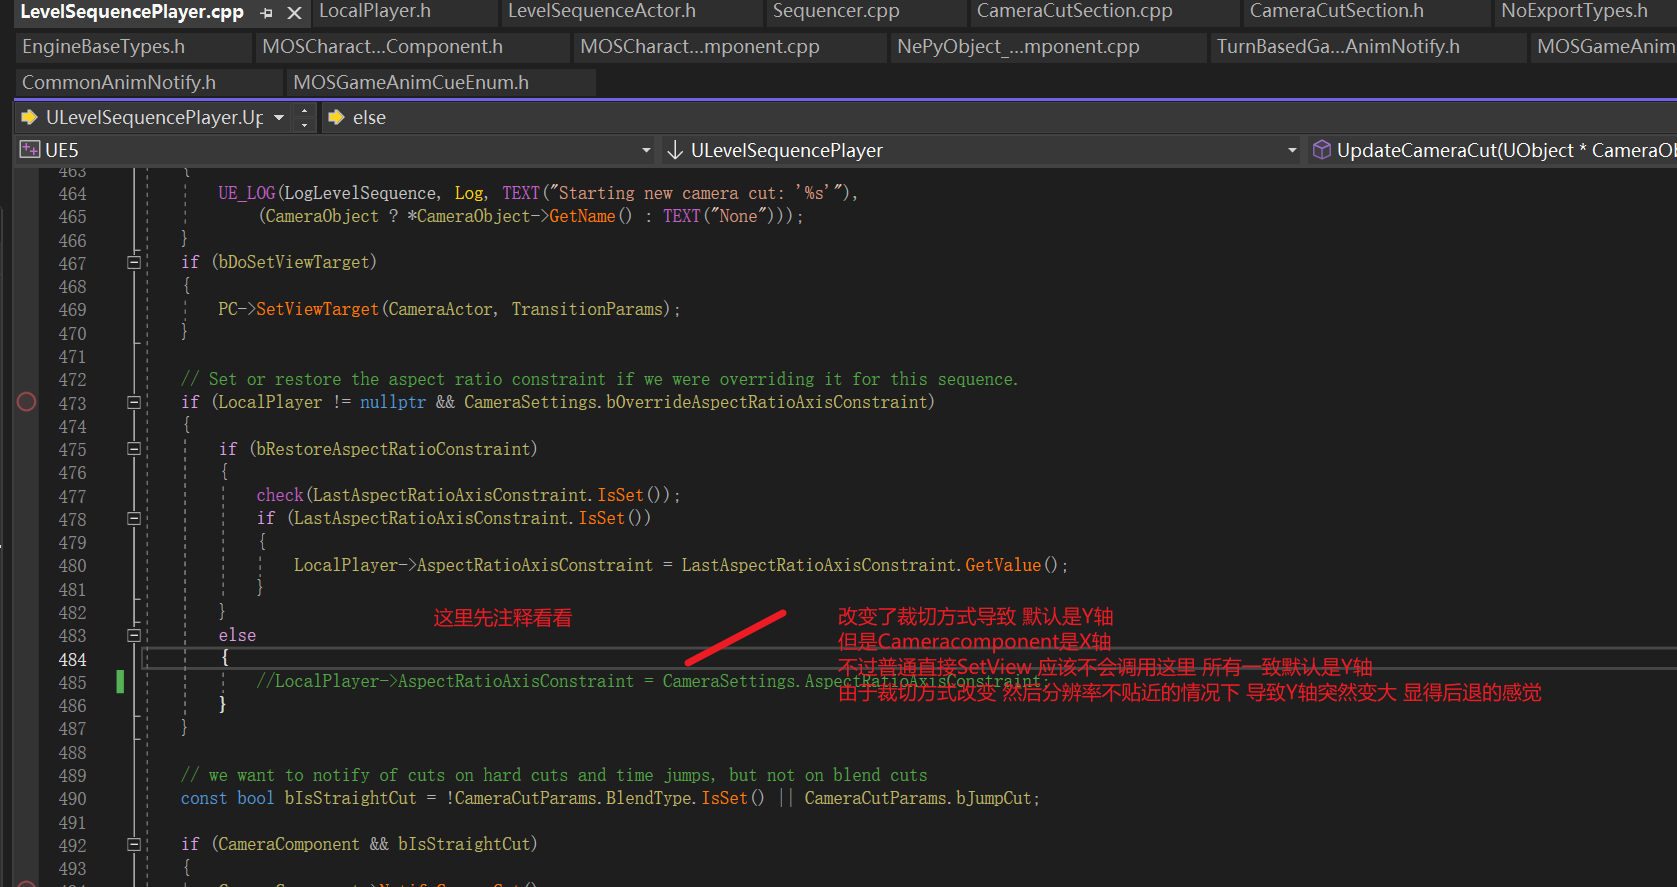 LevelSequencePlayer.cpp LocalPlayer.h LevelSequenceActor.h Sequencer.cpp CameraCutSection.cpp CameraCutSection.h NoExportTypes.h
EngineBaseTypes.h MOSCharact...Component.h MOSCharact...mponent.cpp NePyObject_...mponent.cpp TurnBasedGa...AnimNotify.h MOSGameAnim
CommonAnimNotify.h MOSGameAnimCueEnum.h
ULevelSequencePlayer.Up else
UE5 ULevelSequencePlayer UpdateCameraCut(UObject * CameraOb
463 {
464 UE_LOG(LogLevelSequence, Log, TEXT("Starting new camera cut: '%s'"),
465 (CameraObject ? *CameraObject->GetName() : TEXT("None")));
466 }
467 if (bDoSetViewTarget)
468 {
469 PC->SetViewTarget(CameraActor, TransitionParams);
470 }
471
472 // Set or restore the aspect ratio constraint if we were overriding it for this sequence.
473 if (LocalPlayer != nullptr && CameraSettings.bOverrideAspectRatioAxisConstraint)
474 {
475 if (bRestoreAspectRatioConstraint)
476 {
477 check(LastAspectRatioAxisConstraint.IsSet());
478 if (LastAspectRatioAxisConstraint.IsSet())
479 {
480 LocalPlayer->AspectRatioAxisConstraint = LastAspectRatioAxisConstraint.GetValue();
481 }
482 }
这里先注释看看
改变了裁切方式导致 默认是Y轴
483 else
但是Cameracomponent是X轴
484 {
不过普通直接SetView 应该不会调用这里 所有一致默认是Y轴
485 //LocalPlayer->AspectRatioAxisConstraint = CameraSettings.AspectRatioAxisConstraint;
由于裁切方式改变 然后分辨率不贴近的情况下 导致Y轴突然变大 显得后退的感觉
486 }
487 }
488
489 // we want to notify of cuts on hard cuts and time jumps, but not on blend cuts
490 const bool bIsStraightCut = !CameraCutParams.BlendType.IsSet() || CameraCutParams.bJumpCut;
491
492 if (CameraComponent && bIsStraightCut)
493 {